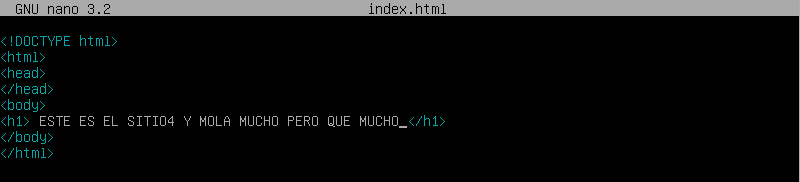 GNU nano 3.2 index.html
<!DOCTYPE html>
<html>
<head>
</head>
<body>
<h1> ESTE ES EL SITIO4 Y MOLA MUCHO PERO QUE MUCHO_</h1>
</body>
</html>